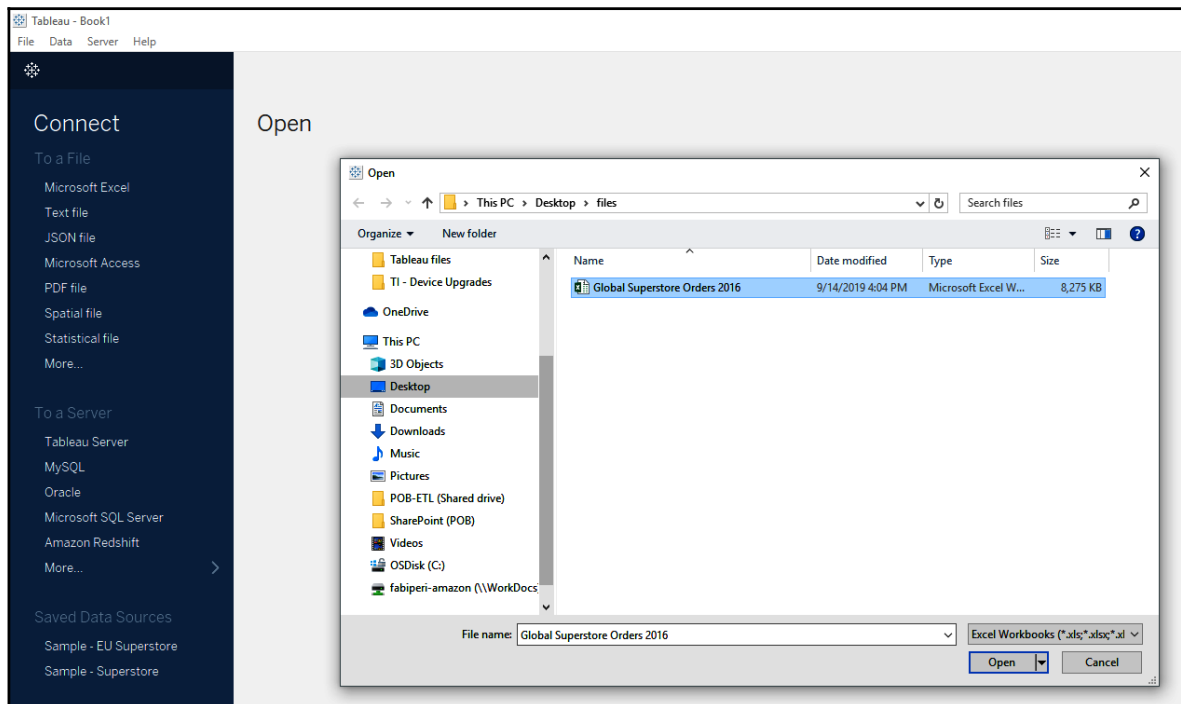 Tableau - Book1
File Data Server Help
Connect
To a File
Microsoft Excel
Text file
JSON file
Microsoft Access
PDF file
Spatial file
Statistical file
More...
To a Server
Tableau Server
MySQL
Oracle
Microsoft SQL Server
Amazon Redshift
More...
Saved Data Sources
Sample - EU Superstore
Sample - Superstore
Open
Open
This PC > Desktop > files
Search files
Organize New folder
Tableau files
TI - Device Upgrades
OneDrive
This PC
3D Objects
Desktop
Documents
Downloads
Music
Pictures
POB-ETL (Shared drive)
SharePoint (POB)
Videos
OSDisk (C:)
fabiperi-amazon (\\WorkDocs
Name Date modified Type Size
Global Superstore Orders 2016 9/14/2019 4:04 PM Microsoft Excel W... 8,275 KB
File name: Global Superstore Orders 2016 Excel Workbooks (*.xls;*.xlsx;*.xl
Open Cancel